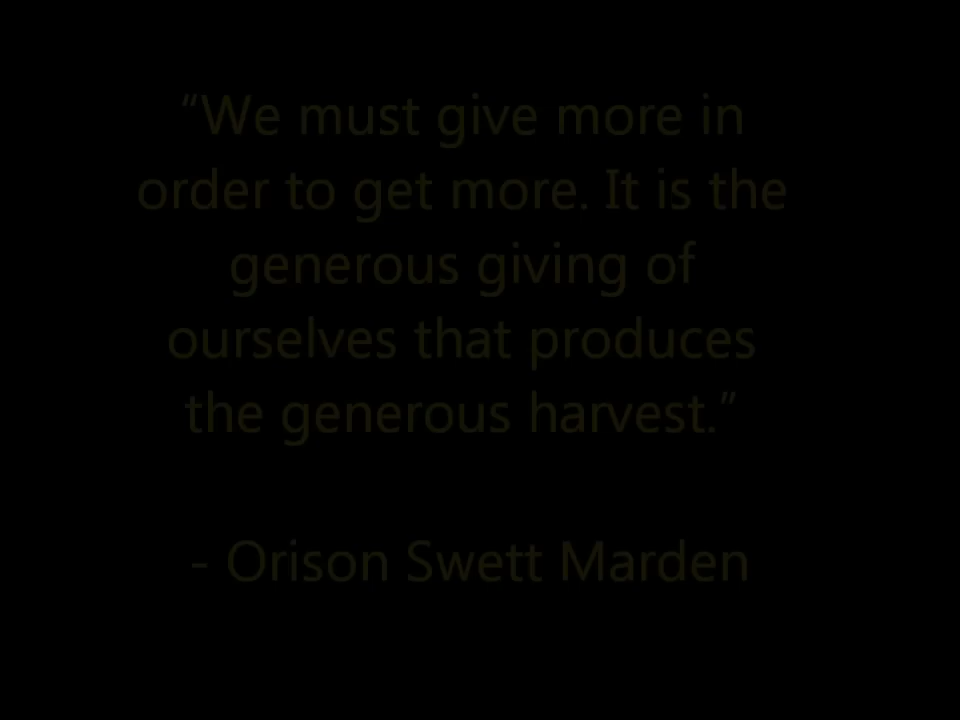 “We must give more in
order to get more. It is the
generous giving of
ourselves that produces
the generous harvest.”
- Orison Swett Marden